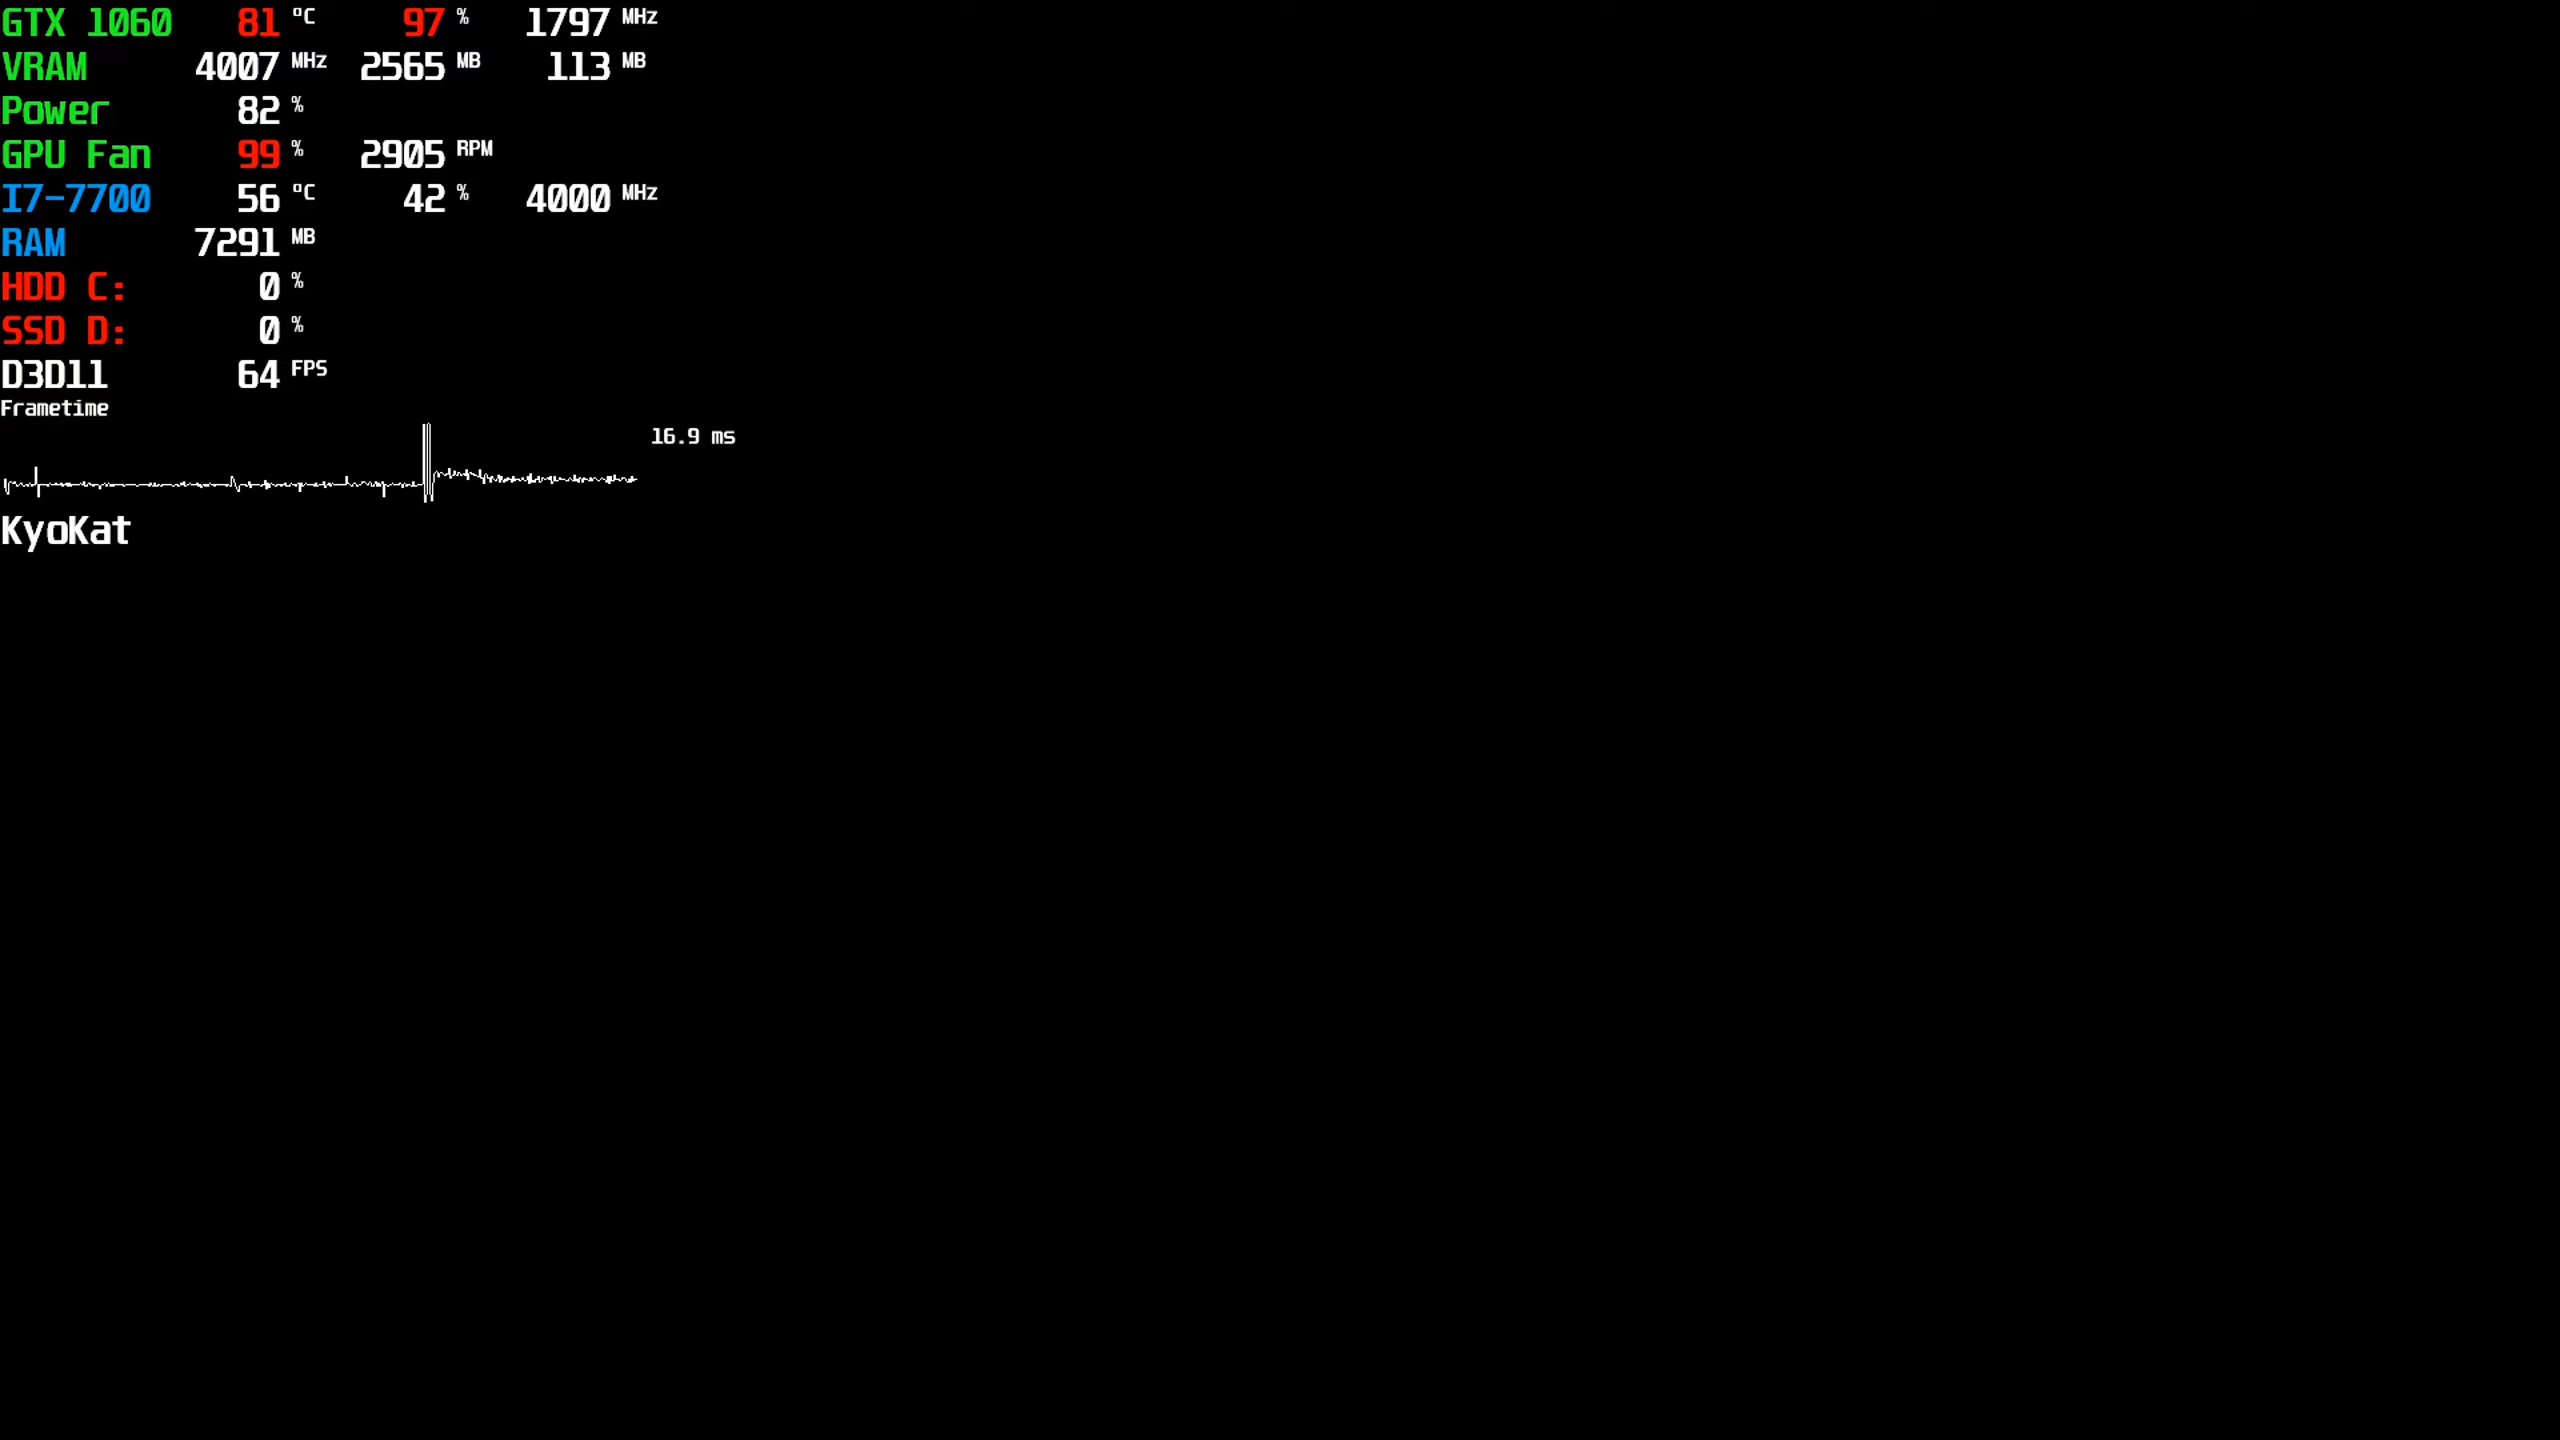 GTX 1060 81 °C 97 % 1797 MHz
VRAM 4007 MHz 2565 MB 113 MB
Power 82 %
GPU Fan 99 % 2905 RPM
I7-7700 56 °C 42 % 4000 MHz
RAM 7291 MB
HDD C: 0 %
SSD D: 0 %
D3D11 64 FPS
Frametime
16.9 ms
KyoKat